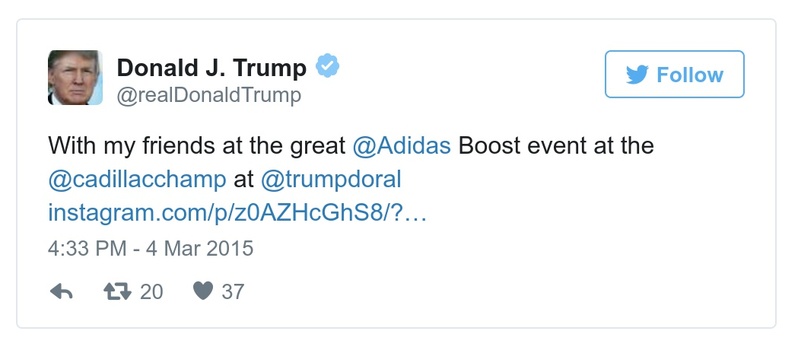 Donald J. Trump
@realDonaldTrump
Follow
With my friends at the great @Adidas Boost event at the
@cadillacchamp at @trumpdoral
instagram.com/p/z0AZHcGhS8/?…
4:33 PM - 4 Mar 2015
20 37